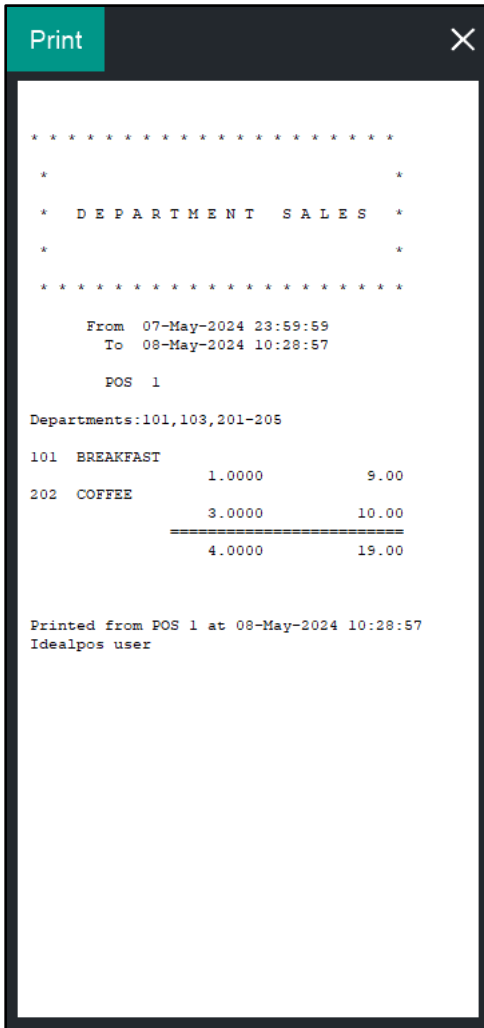 Print
* * * * * * * * * * * * * * * * * * * *
* *
* D E P A R T M E N T S A L E S *
* *
* * * * * * * * * * * * * * * * * * * *
From 07-May-2024 23:59:59
To 08-May-2024 10:28:57
POS 1
Departments:101,103,201-205
101 BREAKFAST
1.0000 9.00
202 COFFEE
3.0000 10.00
=========================
4.0000 19.00
Printed from POS 1 at 08-May-2024 10:28:57
Idealpos user